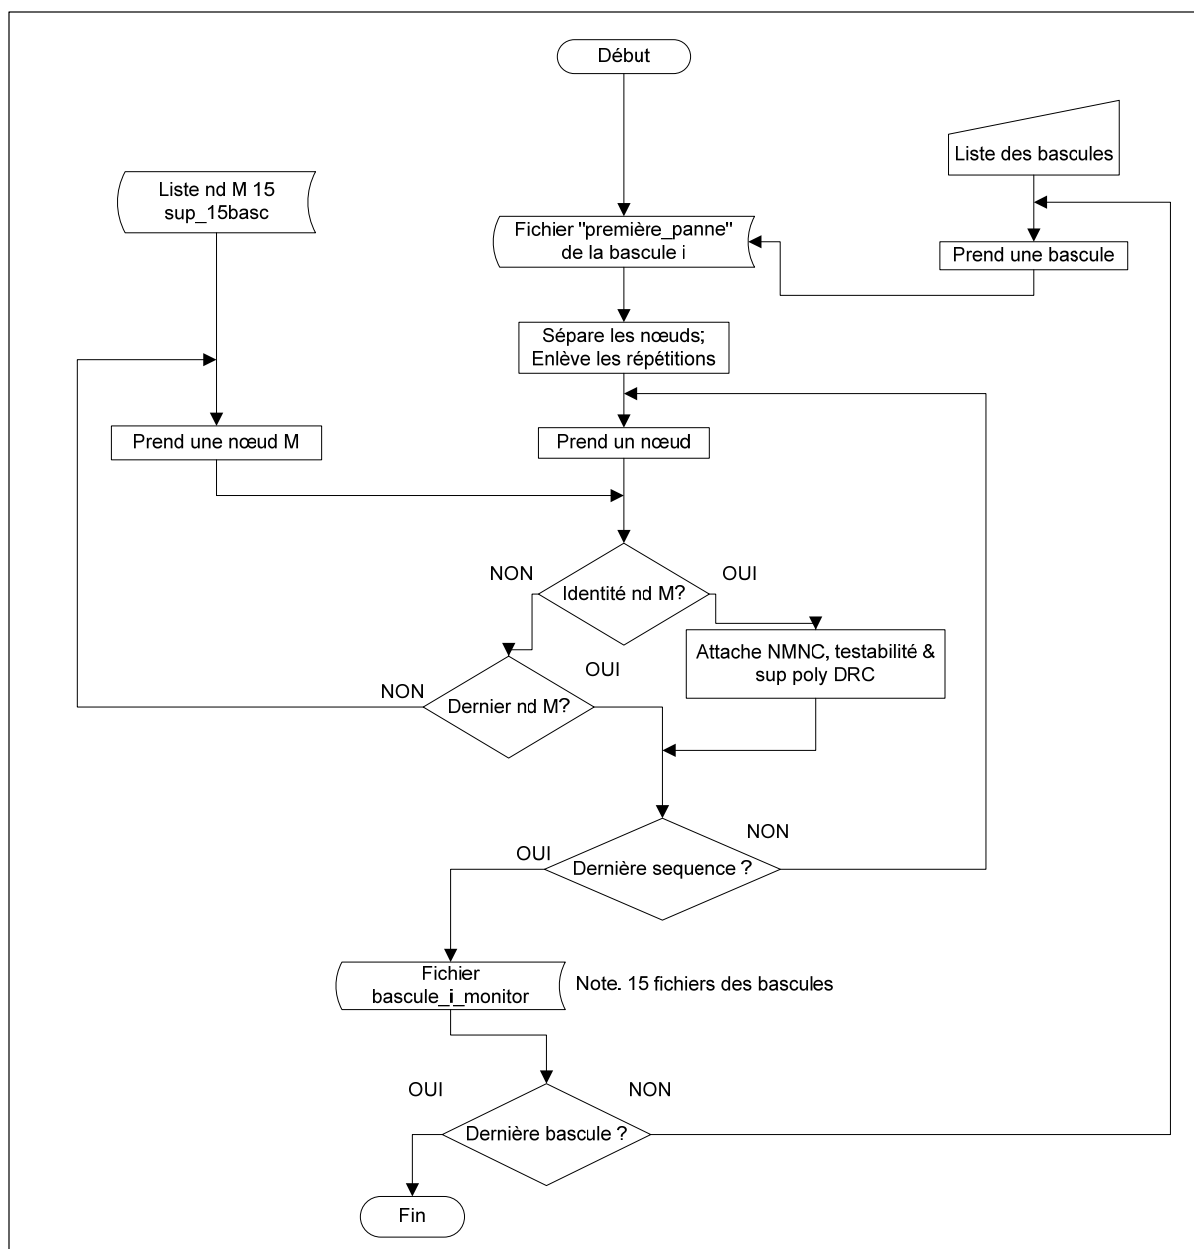 Début
Liste des bascules
Liste nd M 15
sup_15basc
Fichier "première_panne"
de la bascule i
Prend une bascule
Sépare les nœuds;
Enlève les répétitions
Prend une nœud M
Prend un nœud
NON
OUI
Identité nd M?
Attache NMNC, testabilité &
sup poly DRC
OUI
NON
Dernier nd M?
NON
OUI
Dernière sequence ?
Fichier
bascule_i_monitor
Note. 15 fichiers des bascules
OUI
NON
Dernière bascule ?
Fin